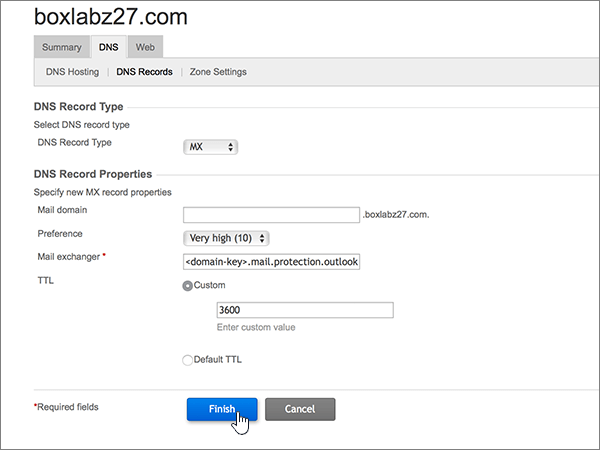 boxlabz27.com
Summary DNS Web
DNS Hosting | DNS Records | Zone Settings
DNS Record Type
Select DNS record type
DNS Record Type MX
DNS Record Properties
Specify new MX record properties
Mail domain .boxlabz27.com.
Preference Very high (10)
Mail exchanger * <domain-key>.mail.protection.outlook
TTL Custom
3600
Enter custom value
Default TTL
*Required fields Finish Cancel